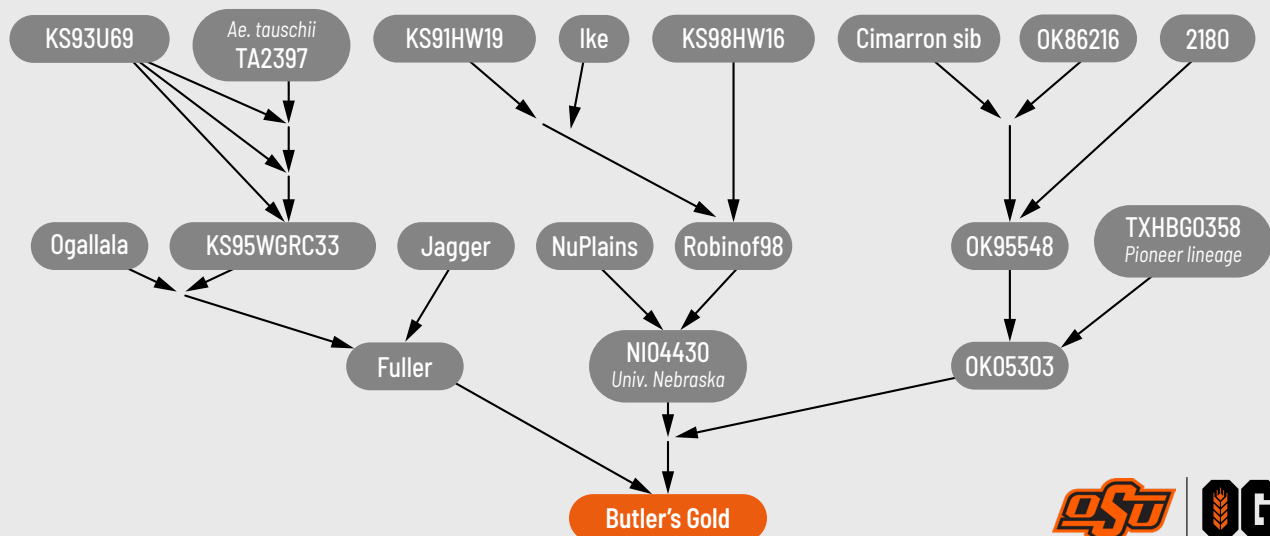 KS93U69
Ae. tauschii
TA2397
KS91HW19
Ike
KS98HW16
Cimarron sib
OK86216
2180
Ogallala
KS95WGRC33
Jagger
NuPlains
Robinof98
OK95548
TXHBG0358
Pioneer lineage
Fuller
NI04430
Univ. Nebraska
OK05303
Butler's Gold
OSU
OG